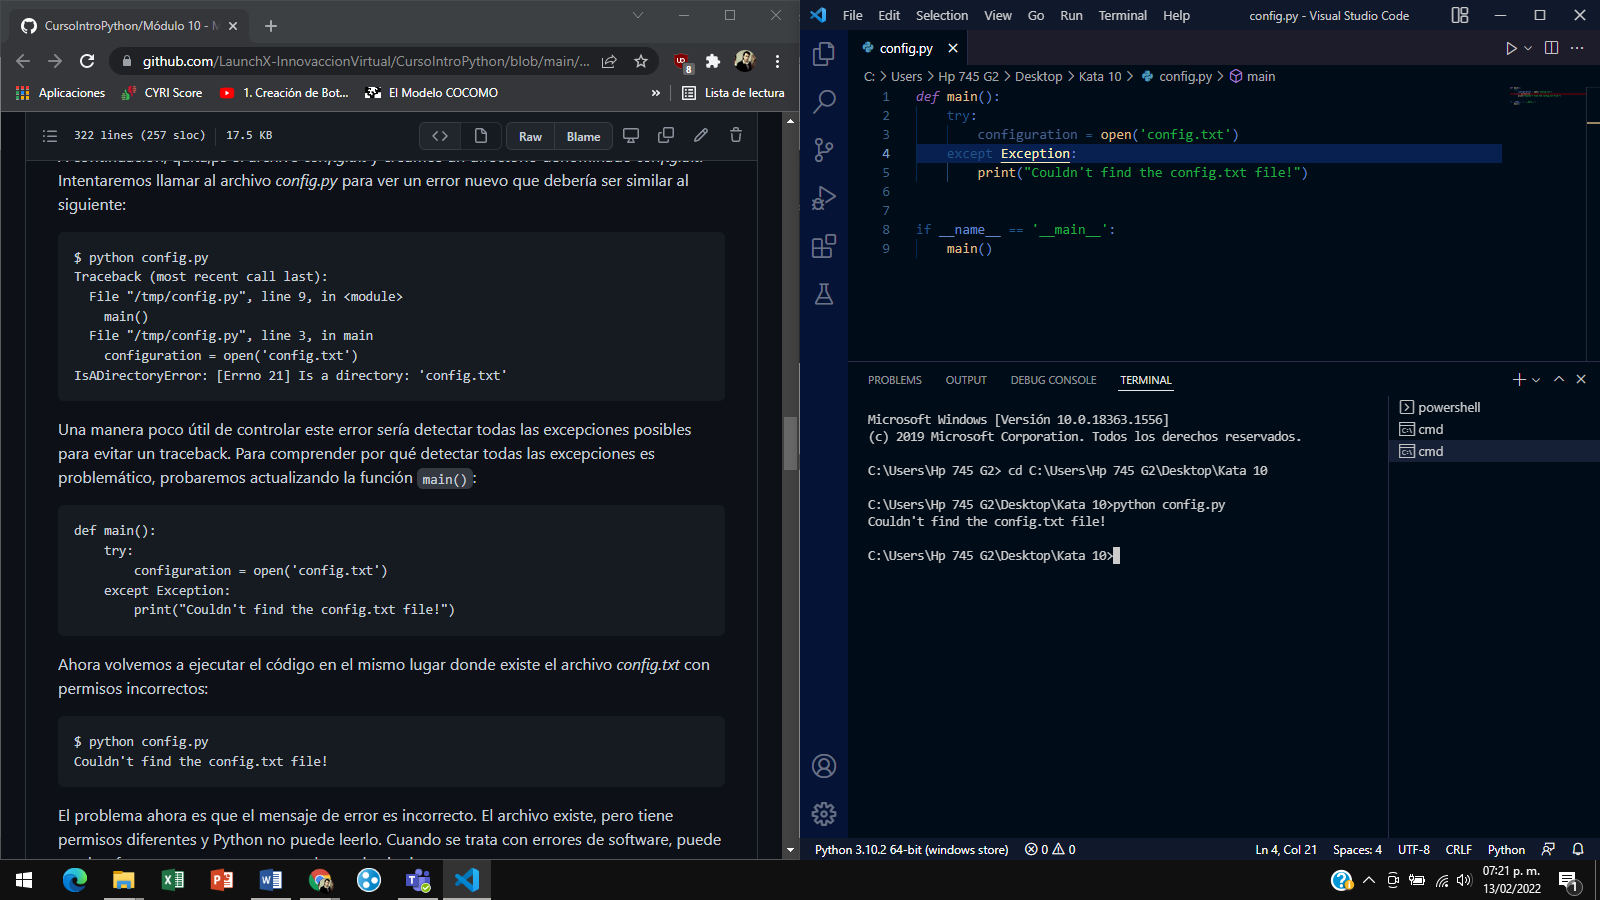 CursoIntroPython/Módulo 10 - M
github.com/LaunchX-InnovaccionVirtual/CursoIntroPython/blob/main/...
8
Aplicaciones
CYRI Score
1. Creación de Bot...
El Modelo COCOMO
»
Lista de lectura
322 lines (257 sloc)
17.5 KB
Raw
Blame
Intentaremos llamar al archivo config.py para ver un error nuevo que debería ser similar al
siguiente:
$ python config.py
Traceback (most recent call last):
  File "/tmp/config.py", line 9, in <module>
    main()
  File "/tmp/config.py", line 3, in main
    configuration = open('config.txt')
IsADirectoryError: [Errno 21] Is a directory: 'config.txt'
Una manera poco útil de controlar este error sería detectar todas las excepciones posibles
para evitar un traceback. Para comprender por qué detectar todas las excepciones es
problemático, probaremos actualizando la función main():
def main():
    try:
        configuration = open('config.txt')
    except Exception:
        print("Couldn't find the config.txt file!")
Ahora volvemos a ejecutar el código en el mismo lugar donde existe el archivo config.txt con
permisos incorrectos:
$ python config.py
Couldn't find the config.txt file!
El problema ahora es que el mensaje de error es incorrecto. El archivo existe, pero tiene
permisos diferentes y Python no puede leerlo. Cuando se trata con errores de software, puede
File Edit Selection View Go Run Terminal Help
config.py - Visual Studio Code
config.py
C: > Users > Hp 745 G2 > Desktop > Kata 10 > config.py > main
1 def main():
2     try:
3         configuration = open('config.txt')
4     except Exception:
5         print("Couldn't find the config.txt file!")
6
7
8 if __name__ == '__main__':
9     main()
PROBLEMS OUTPUT DEBUG CONSOLE TERMINAL
Microsoft Windows [Versión 10.0.18363.1556]
(c) 2019 Microsoft Corporation. Todos los derechos reservados.
C:\Users\Hp 745 G2> cd C:\Users\Hp 745 G2\Desktop\Kata 10
C:\Users\Hp 745 G2\Desktop\Kata 10>python config.py
Couldn't find the config.txt file!
C:\Users\Hp 745 G2\Desktop\Kata 10>
powershell
cmd
cmd
Python 3.10.2 64-bit (windows store)
0
0
Ln 4, Col 21
Spaces: 4
UTF-8
CRLF
Python
07:21 p. m.
13/02/2022
1